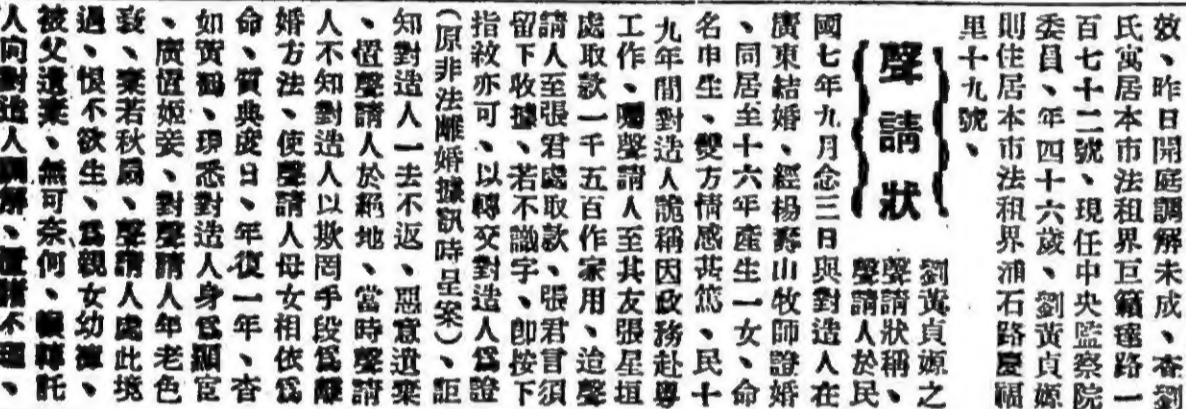 效、昨日開庭調解未成、查劉
氏寓居本市法租界巨籟達路一
百七十二號、現任中央監察院
委員、年四十六歲、劉黃貞嫄
則住居本市法租界浦石路慶福
里十九號、
聲請狀
劉黃貞嫄之
聲請狀稱、
聲請人於民
國七年九月念三日與對造人在
廣東結婚、經楊壽山牧師證婚
、同居至十六年產生一女、命
名申生、雙方情感甚篤、民十
九年間對造人詭稱因政務赴粵
工作、囑聲請人至其友張星垣
處取款一千五百作家用、迨聲
請人至張君處取款、張君言須
留下收據、若不識字、即按下
指紋亦可、以轉交對造人爲證
(原非法離婚據訊時呈案)、詎
知對造人一去不返、惡意遺棄
、置聲請人於絕地、當時聲請
人不知對造人以欺罔手段爲離
婚方法、使聲請人母女相依爲
命、質典度日、年復一年、杳
如黃鶴、現悉對造人身爲顯宦
、廣置姬妾、對聲請人年老色
衰、棄若秋扇、聲請人處此境
遇、恨不欲生、爲親女幼稚、
被父遺棄、無可奈何、輾轉託
人向對造人調解、置諸不理、